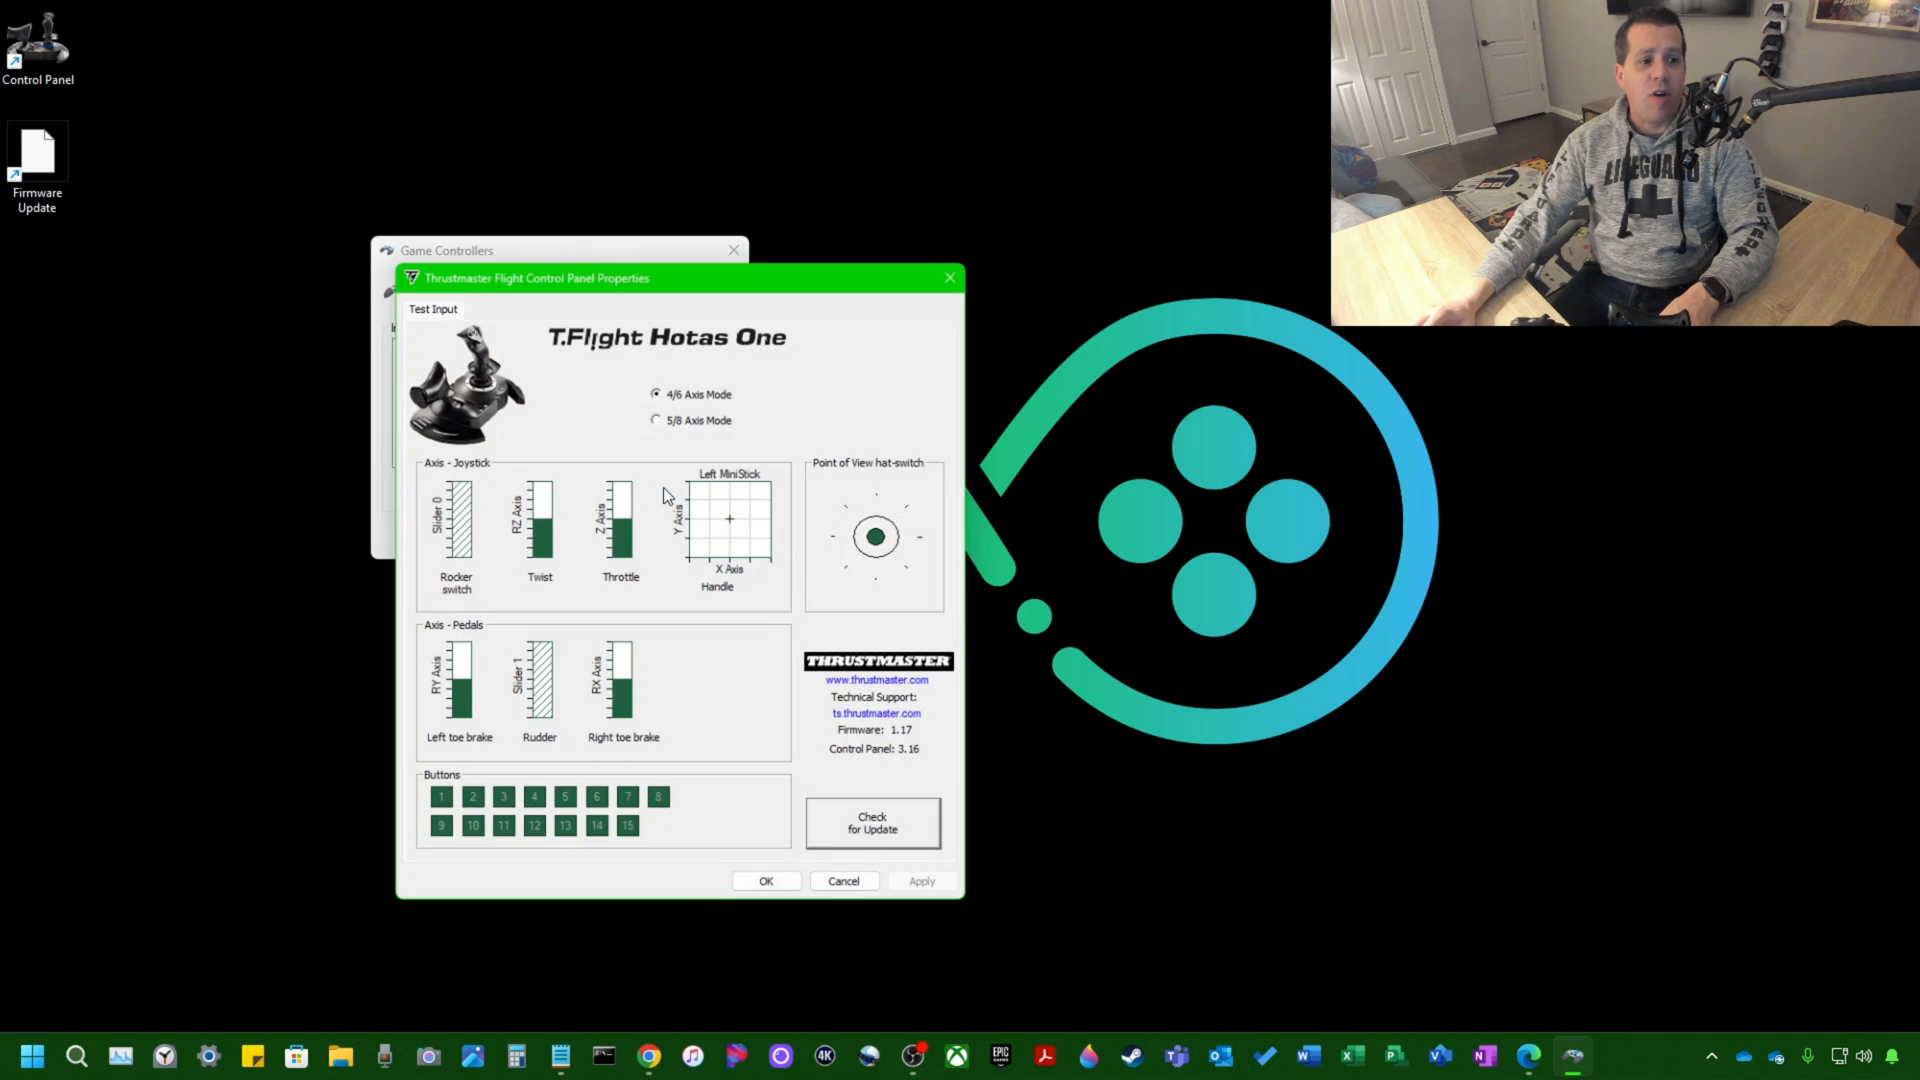 Control Panel
Firmware
Update
Game Controllers
Thrustmaster Flight Control Panel Properties
Test Input
T.Flight Hotas One
4/6 Axis Mode
5/8 Axis Mode
Axis - Joystick
Slider 0
Rocker
switch
RZ Axis
Twist
Z Axis
Throttle
Left MiniStick
Y Axis
X Axis
Handle
Point of View hat-switch
Axis - Pedals
RY Axis
Left toe brake
Slider 1
Rudder
RX Axis
Right toe brake
THRUSTMASTER
www.thrustmaster.com
Technical Support:
ts.thrustmaster.com
Firmware: 1.17
Control Panel: 3.16
Buttons
1 2 3 4 5 6 7 8
9 10 11 12 13 14 15
Check
for Update
OK
Cancel
Apply
LIFEGUARD
4K
EPIC
GAMES